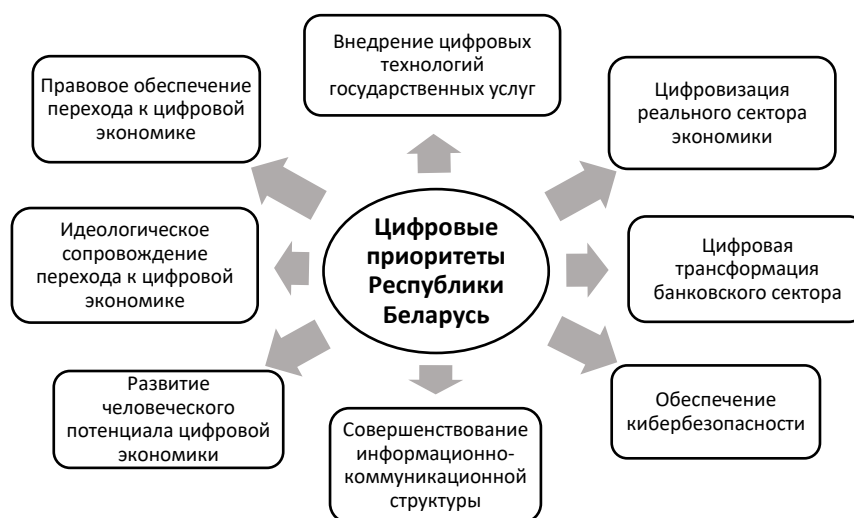 Внедрение цифровых
технологий
государственных услуг
Правовое обеспечение
перехода к цифровой
экономике
Цифровизация
реального сектора
экономики
Идеологическое
сопровождение
перехода к цифровой
экономике
Цифровые
приоритеты
Республики
Беларусь
Цифровая
трансформация
банковского сектора
Развитие
человеческого
потенциала цифровой
экономики
Совершенствование
информационно-
коммуникационной
структуры
Обеспечение
кибербезопасности